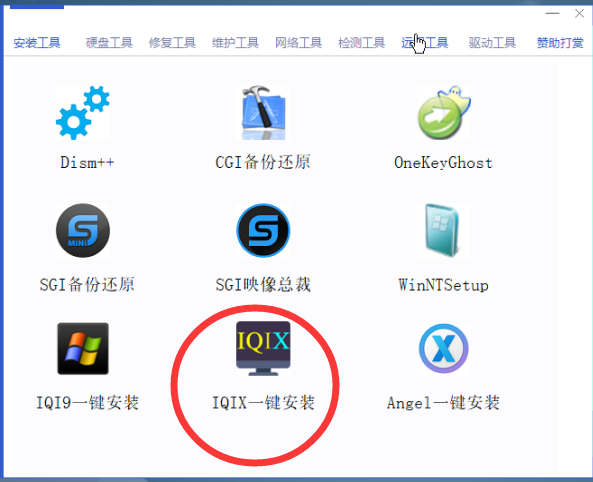 安装工具 硬盘工具 修复工具 维护工具 网络工具 检测工具 远 工具 驱动工具 赞助打赏
Dism++ CGI备份还原 OneKeyGhost
S MINI S
SGI备份还原 SGI映像总裁 WinNTSetup
IQIX X
IQI9一键安装 IQIX一键安装 Angel一键安装